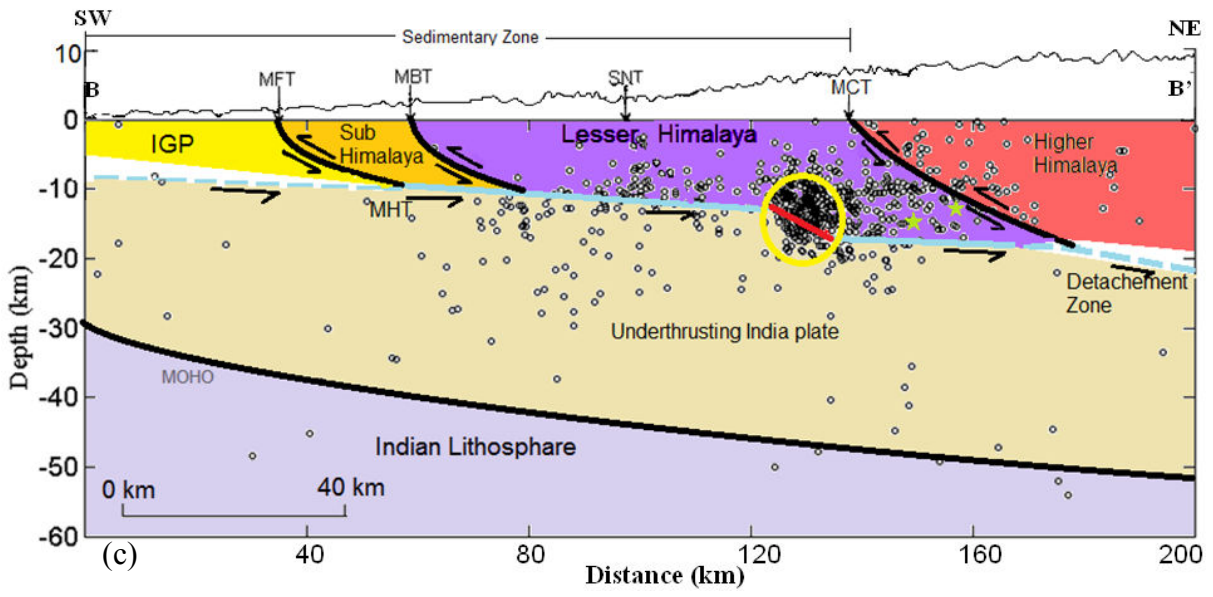 SW
NE
Sedimentary Zone
10
MFT
MBT
SNT
MCT
B
B'
0
IGP
Sub
Himalaya
Lesser Himalaya
Higher
Himalaya
-10
MHT
-20
Detachement
Zone
-30
Underthrusting India plate
MOHO
-40
Indian Lithosphare
-50
0 km
40 km
-60
Depth (km)
(c)
40
80
120
160
200
Distance (km)